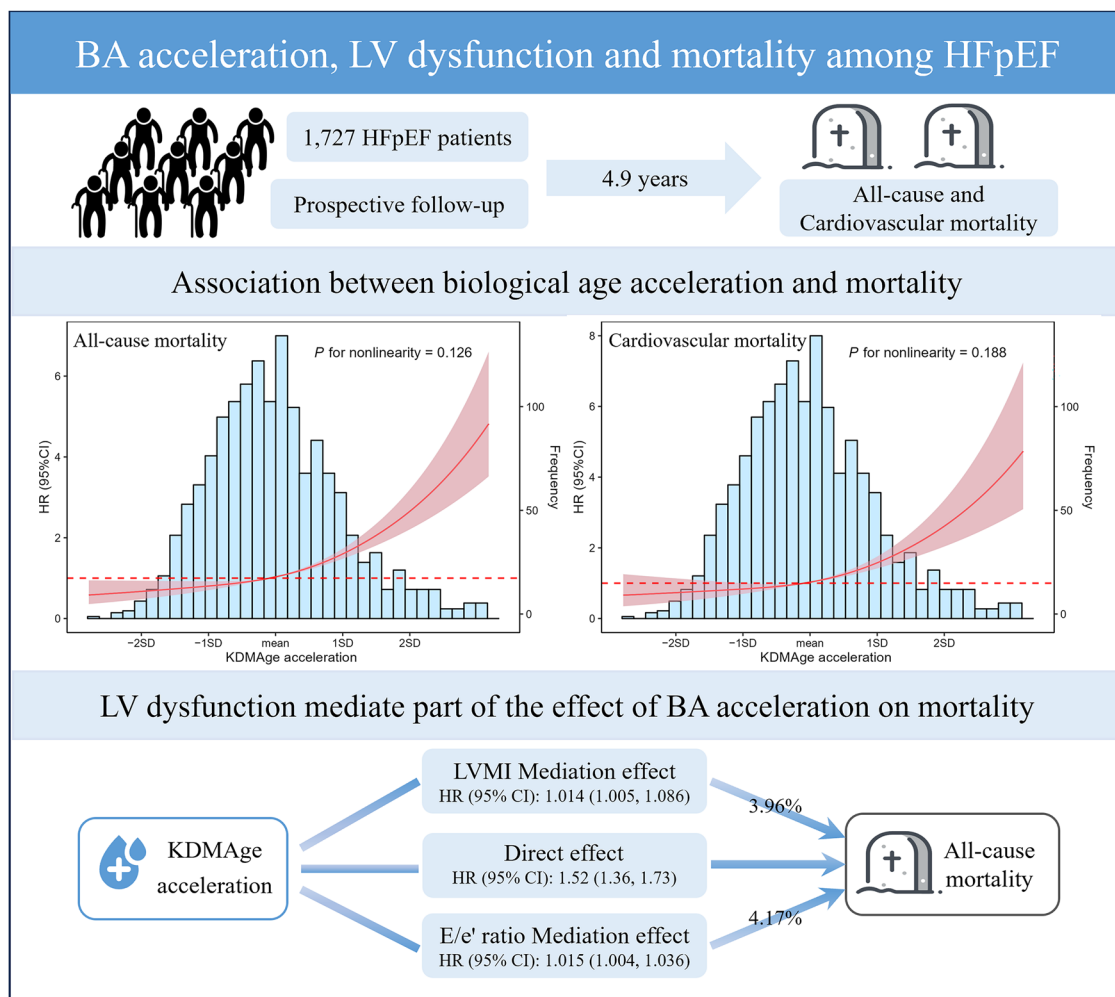 BA acceleration, LV dysfunction and mortality among HFpEF
1,727 HFpEF patients
Prospective follow-up
4.9 years
All-cause and
Cardiovascular mortality
Association between biological age acceleration and mortality
All-cause mortality
P for nonlinearity = 0.126
HR (95%CI)
6
4
2
0
100
50
0
Frequency
−2SD
−1SD
mean
1SD
2SD
KDMAge acceleration
Cardiovascular mortality
P for nonlinearity = 0.188
HR (95%CI)
8
6
4
2
0
100
50
0
Frequency
−2SD
−1SD
mean
1SD
2SD
KDMAge acceleration
LV dysfunction mediate part of the effect of BA acceleration on mortality
KDMAge
acceleration
LVMI Mediation effect
HR (95% CI): 1.014 (1.005, 1.086)
3.96%
Direct effect
HR (95% CI): 1.52 (1.36, 1.73)
E/e' ratio Mediation effect
HR (95% CI): 1.015 (1.004, 1.036)
4.17%
All-cause
mortality